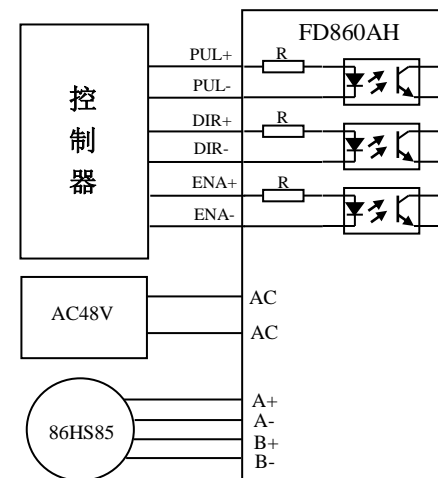 FD860AH
控制器
PUL+
R
PUL-
DIR+
R
DIR-
ENA+
R
ENA-
AC48V
AC
AC
86HS85
A+
A-
B+
B-